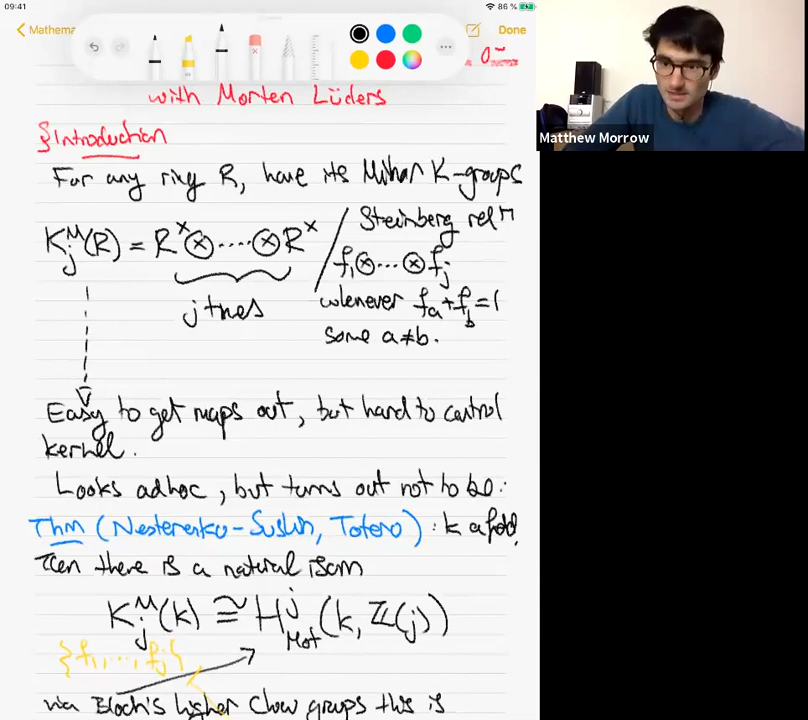 09:41
86 %
Mathema
Done
with Morten Lüders
Matthew Morrow
§Introduction
For any ring R, have its Milnor K-groups
K_j^M(R) = R^× ⊗ ····· ⊗ R^× / Steinberg rel^n
f_1 ⊗ ... ⊗ f_j
j times
whenever f_a + f_b = 1
some a ≠ b.
Easy to get maps out, but hard to control
kernel.
Looks adhoc, but turns out not to be:
Thm (Nesterenko-Suslin, Totaro): k a field,
Then there is a natural isom
K_j^M(k) ≅ H^j_Mot(k, ℤ(j))
{f_1, ..., f_j}
via Bloch's higher Chow groups this is